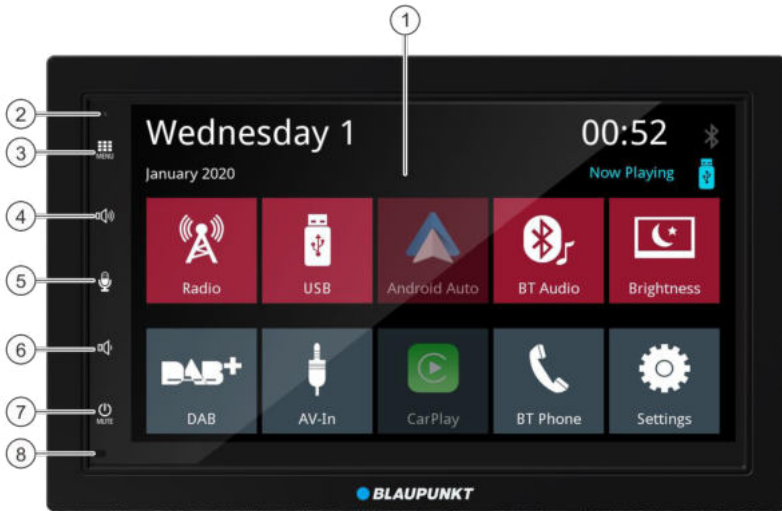 1
2
Wednesday 1 00:52
3
MENU
January 2020 Now Playing
4
5
Radio USB Android Auto BT Audio Brightness
6
DAB+
7
MUTE
DAB AV-In CarPlay BT Phone Settings
8
BLAUPUNKT